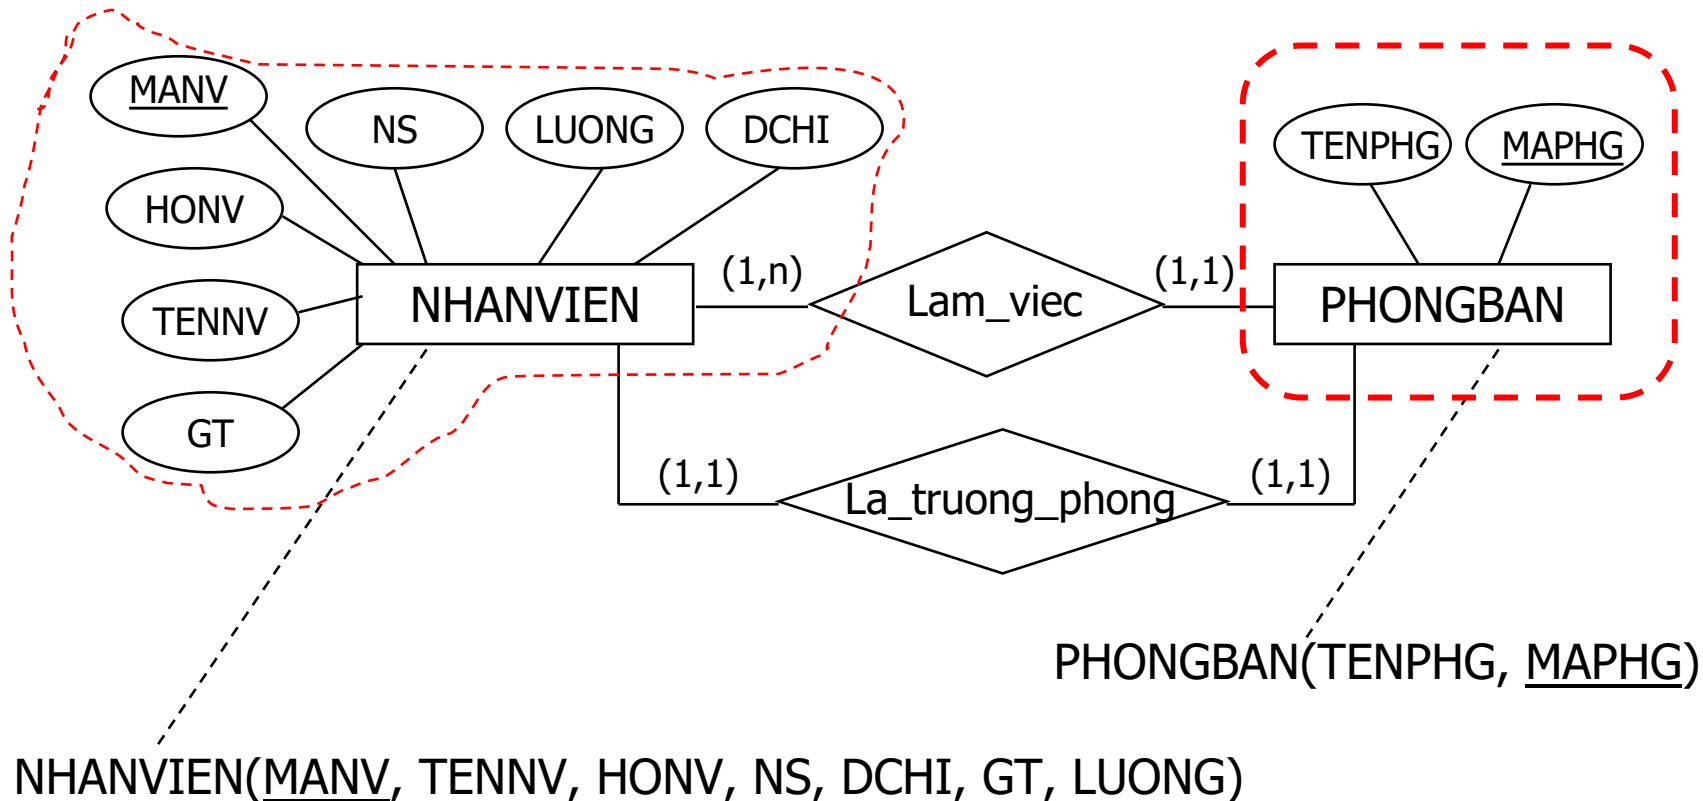 MANV
NS
LUONG
DCHI
TENPHG
MAPHG
HONV
TENNV
GT
NHANVIEN
(1,n)
Lam_viec
(1,1)
PHONGBAN
(1,1)
La_truong_phong
(1,1)
PHONGBAN(TENPHG, MAPHG)
NHANVIEN(MANV, TENNV, HONV, NS, DCHI, GT, LUONG)